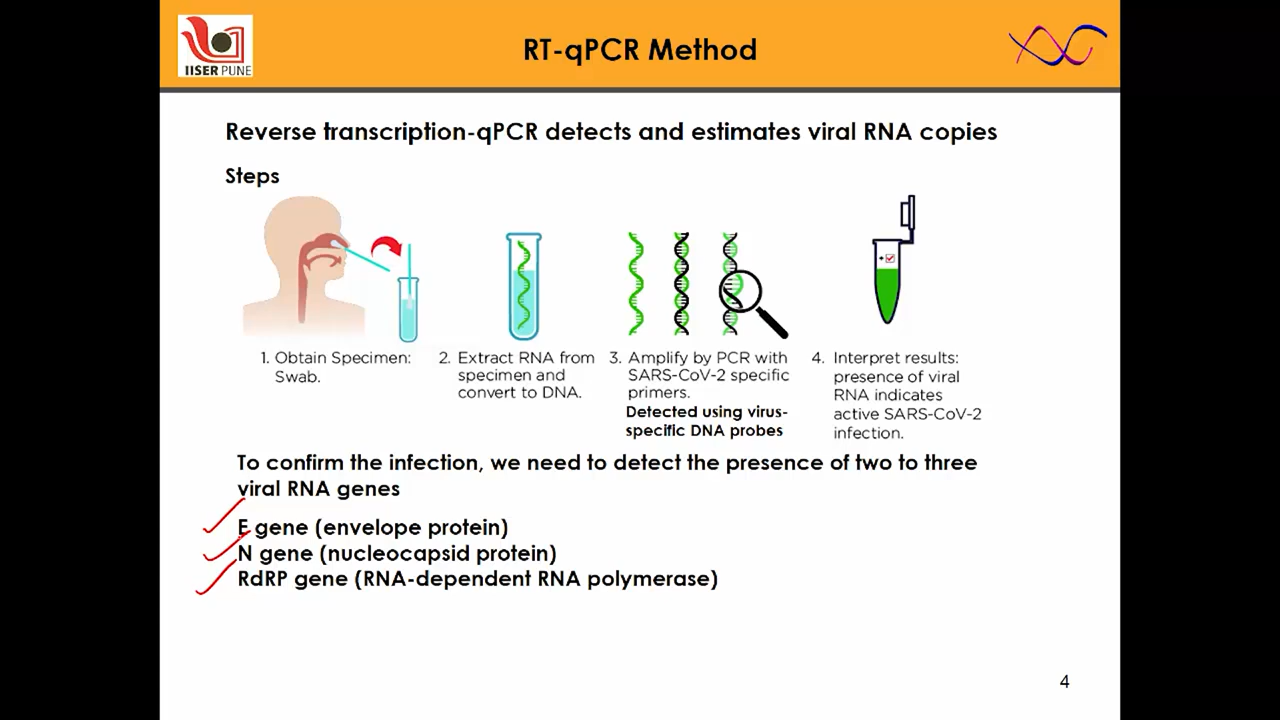 IISER PUNE
RT-qPCR Method
Reverse transcription-qPCR detects and estimates viral RNA copies
Steps
1. Obtain Specimen:
Swab.
2. Extract RNA from
specimen and
convert to DNA.
3. Amplify by PCR with
SARS-CoV-2 specific
primers.
Detected using virus-
specific DNA probes
4. Interpret results:
presence of viral
RNA indicates
active SARS-CoV-2
infection.
To confirm the infection, we need to detect the presence of two to three
viral RNA genes
E gene (envelope protein)
N gene (nucleocapsid protein)
RdRP gene (RNA-dependent RNA polymerase)
4